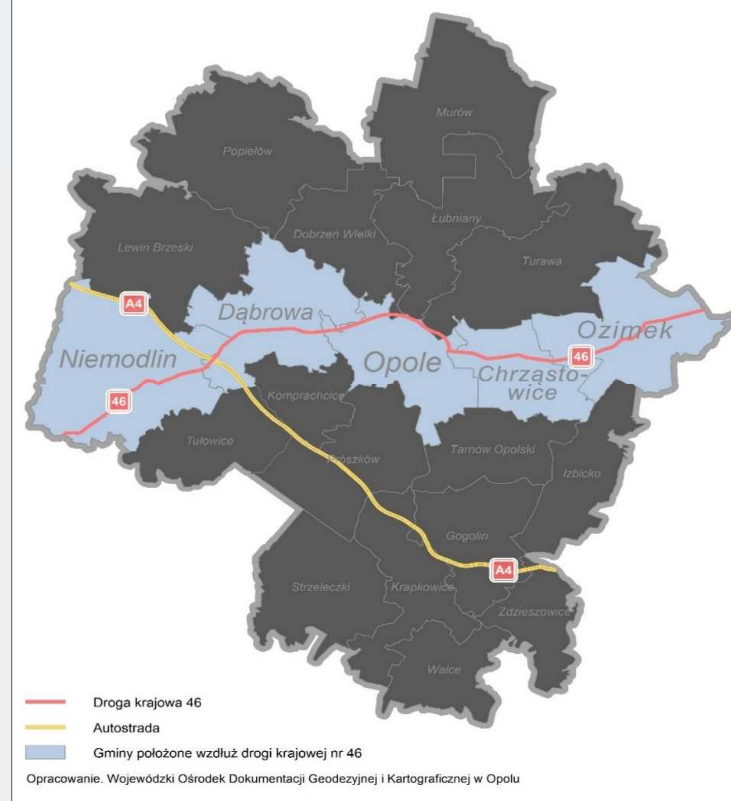 Murów
Popielów
Łubniany
Dobrzeń Wielki
Lewin Brzeski
Turawa
A4
Dąbrowa
Ozimek
Niemodlin
Opole
46
Chrząsto-
wice
46
Komprachcice
Tułowice
Prószków
Tarnów Opolski
Izbicko
Gogolin
A4
Strzeleczki
Krapkowice
Zdzieszowice
Walce
Droga krajowa 46
Autostrada
Gminy położone wzdłuż drogi krajowej nr 46
Opracowanie. Wojewódzki Ośrodek Dokumentacji Geodezyjnej i Kartograficznej w Opolu